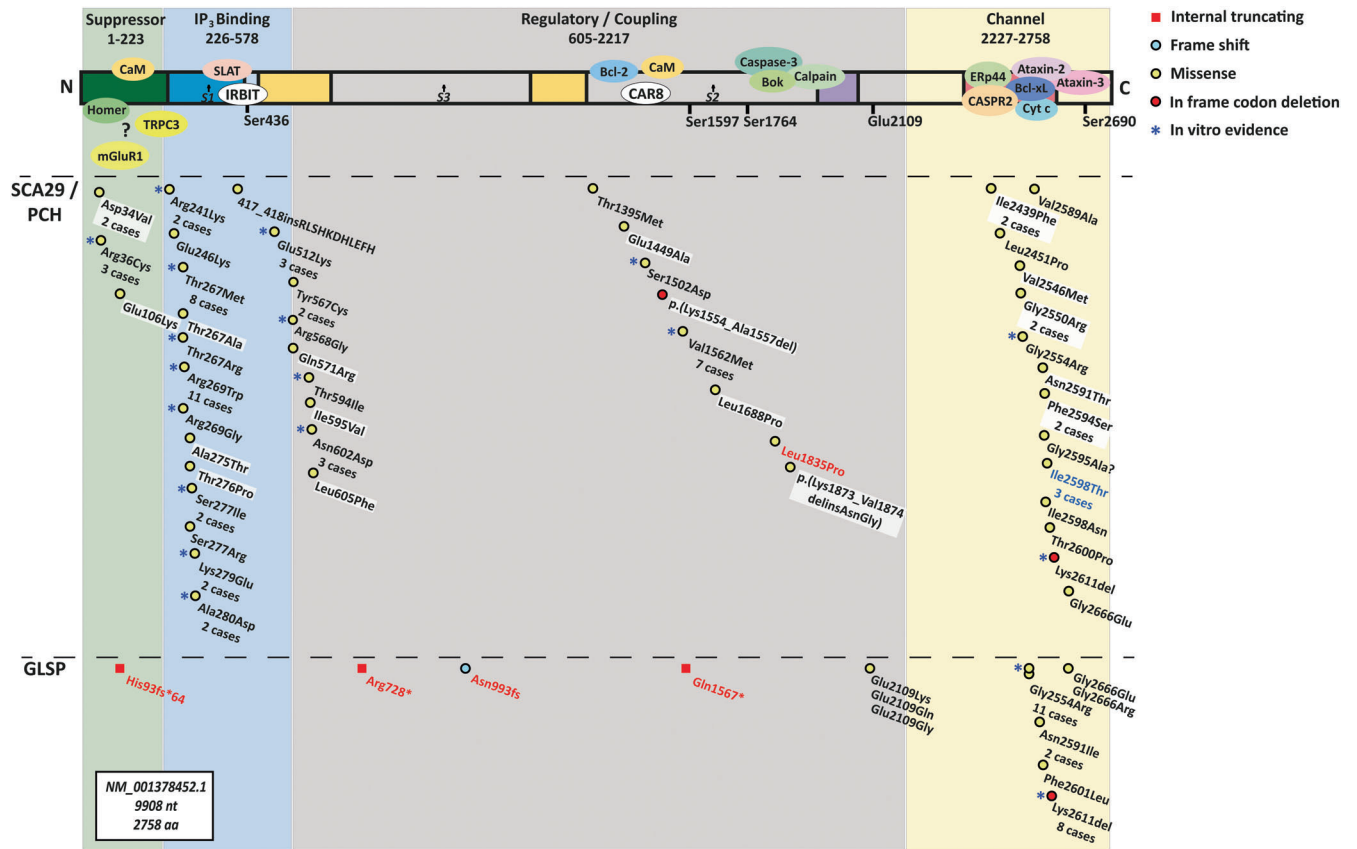 Suppressor
1-223
IP3 Binding
226-578
Regulatory / Coupling
605-2217
Channel
2227-2758
Internal truncating
Frame shift
Missense
In frame codon deletion
* In vitro evidence
N
CaM
SLAT
Bcl-2
CaM
Caspase-3
Bok
Calpain
ERp44
Ataxin-2
Bcl-xL
Ataxin-3
C
S1
IRBIT
S3
CAR8
S2
CASPR2
Cyt c
Homer
?
TRPC3
mGluR1
Ser436
Ser1597
Ser1764
Glu2109
Ser2690
SCA29 /
PCH
Asp34Val
2 cases
*
Arg36Cys
3 cases
Glu106Lys
*
Arg241Lys
2 cases
Glu246Lys
*
Thr267Met
8 cases
Thr267Ala
*
Thr267Arg
*
Arg269Trp
11 cases
*
Arg269Gly
Ala275Thr
Thr276Pro
*
Ser277Ile
2 cases
Ser277Arg
*
Lys279Glu
2 cases
*
Ala280Asp
2 cases
417_418insRLSHKDHLEFH
*
Glu512Lys
3 cases
Tyr567Cys
2 cases
*
Arg568Gly
Gln571Arg
*
Thr594Ile
Ile595Val
*
Asn602Asp
3 cases
Leu605Phe
Thr1395Met
Glu1449Ala
*
Ser1502Asp
p.(Lys1554_Ala1557del)
*
Val1562Met
7 cases
Leu1688Pro
Leu1835Pro
p.(Lys1873_Val1874
delinsAsnGly)
Val2589Ala
Ile2439Phe
2 cases
Leu2451Pro
Val2546Met
Gly2550Arg
2 cases
*
Gly2554Arg
Asn2591Thr
Phe2594Ser
2 cases
Gly2595Ala?
Ile2598Thr
3 cases
Ile2598Asn
Thr2600Pro
*
Lys2611del
Gly2666Glu
GLSP
His93fs*64
Arg728*
Asn993fs
Gln1567*
Glu2109Lys
Glu2109Gln
Glu2109Gly
*
Gly2554Arg
11 cases
Asn2591Ile
2 cases
Phe2601Leu
*
Lys2611del
8 cases
Gly2666Glu
Gly2666Arg
NM_001378452.1
9908 nt
2758 aa